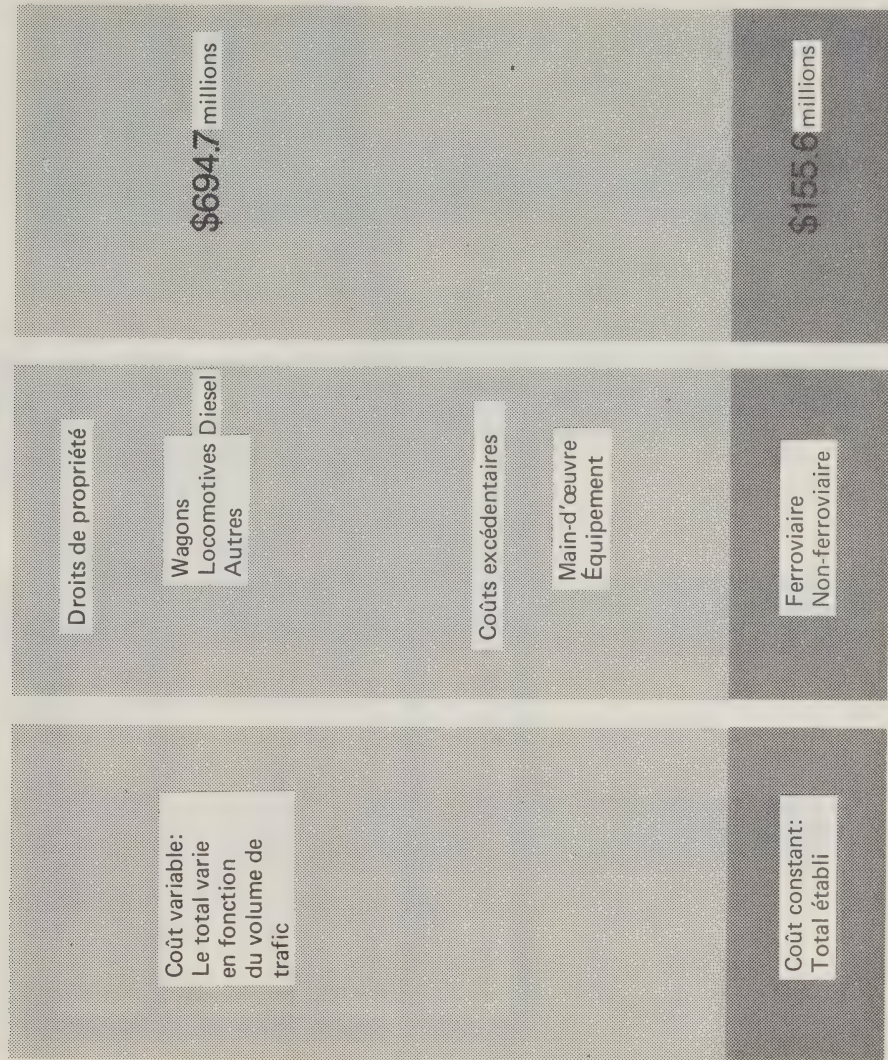 Coût variable:
Le total varie
en fonction
du volume de
trafic
Coût constant:
Total établi
Droits de propriété
Wagons
Locomotives Diesel
Autres
Coûts excédentaires
Main-d'œuvre
Équipement
Ferroviaire
Non-ferroviaire
$694.7 millions
$155.6 millions